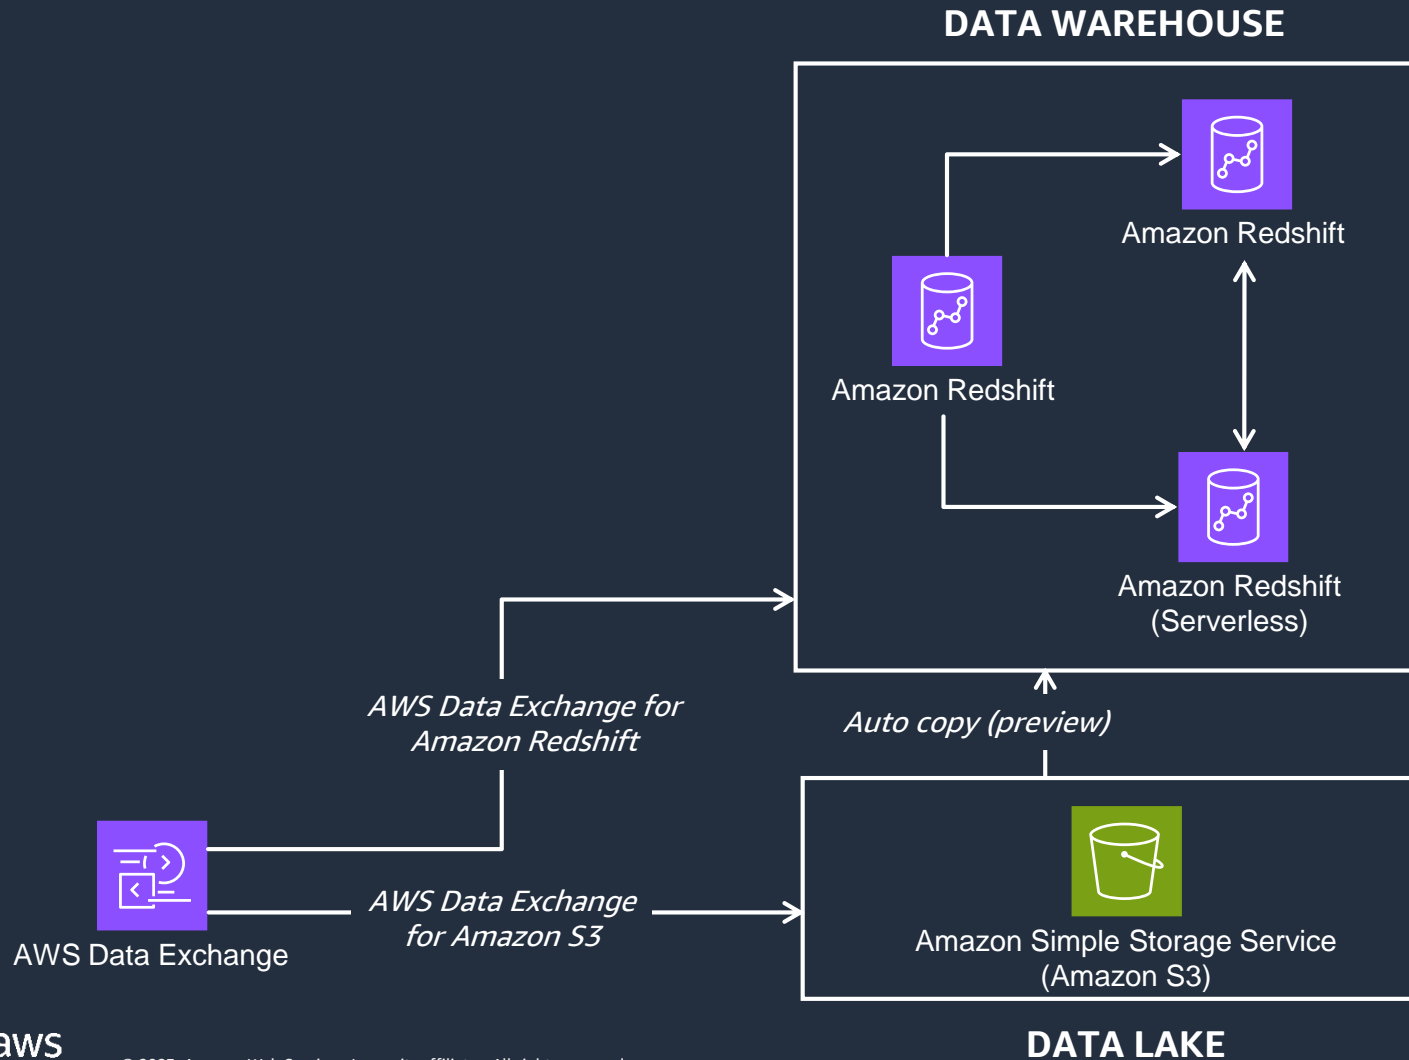 DATA WAREHOUSE
Amazon Redshift
Amazon Redshift
Amazon Redshift
(Serverless)
AWS Data Exchange for
Amazon Redshift
Auto copy (preview)
AWS Data Exchange
for Amazon S3
AWS Data Exchange
Amazon Simple Storage Service
(Amazon S3)
DATA LAKE
aws